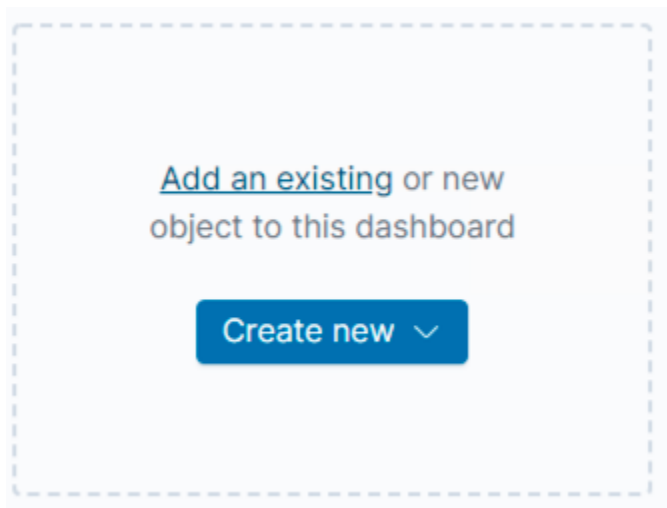 Add an existing or new
object to this dashboard
Create new